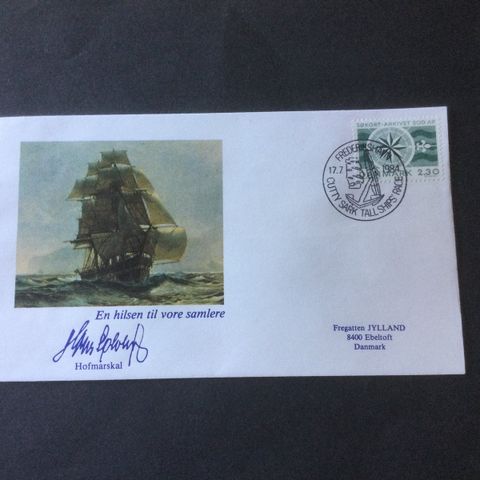 SØKORT-ARKIVET 200 ÅR
DANMARK 2.30
FREDERIKSHAVN
17.7 1984
CUTTY SARK TALL SHIPS RACE
En hilsen til vore samlere
Hofmarskal
Fregatten JYLLAND
8400 Ebeltoft
Danmark